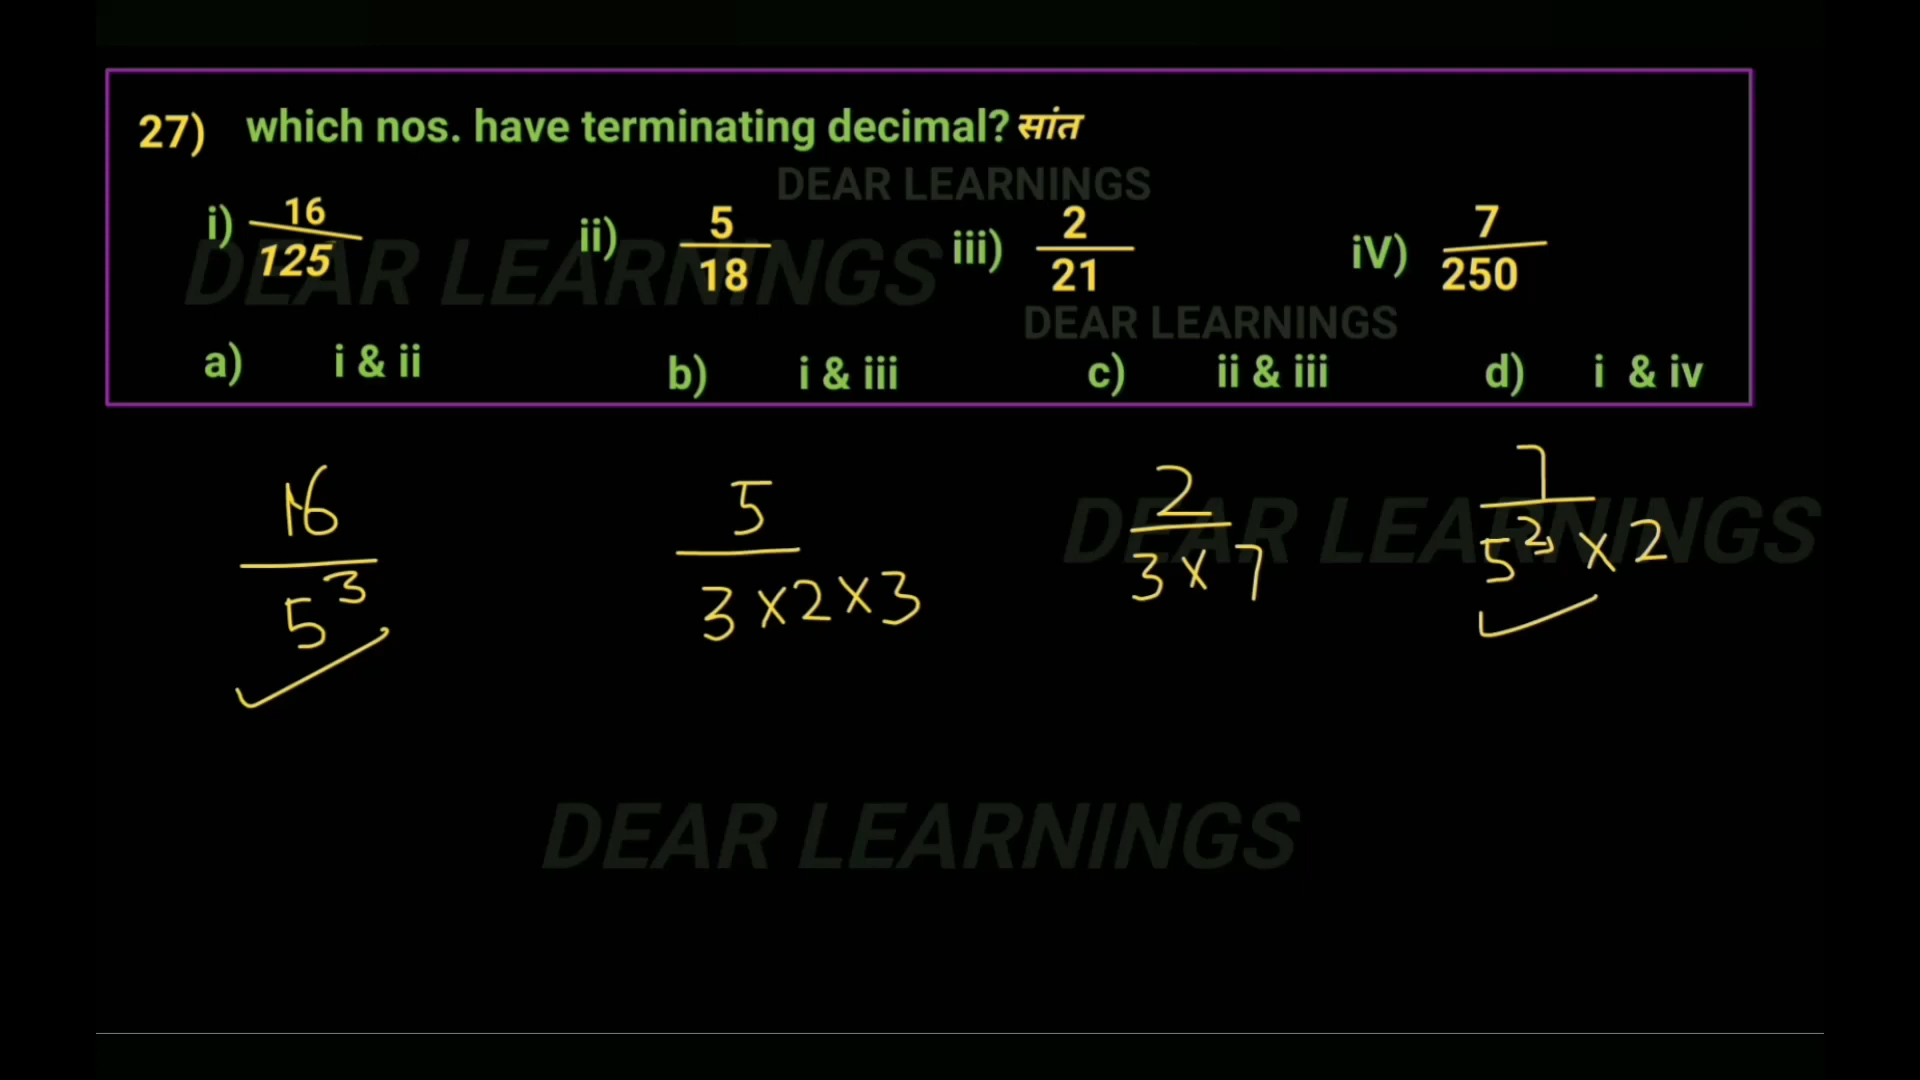 27) which nos. have terminating decimal? सांत
DEAR LEARNINGS
i) 16/125 ii) 5/18 iii) 2/21 iV) 7/250
DEAR LEARNINGS
DEAR LEARNINGS
a) i & ii b) i & iii c) ii & iii d) i & iv
16/5³ 5/3×2×3 2/3×7 7/5³×2
DEAR LEARNINGS
DEAR LEARNINGS